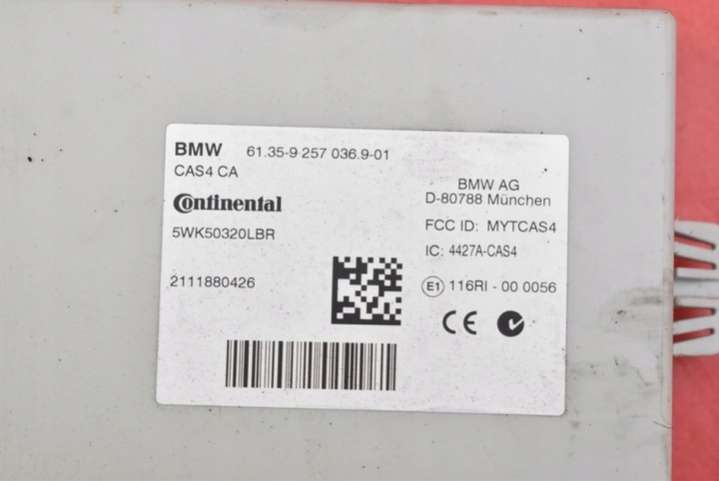 BMW 61.35-9 257 036.9-01
CAS4 CA
Continental
5WK50320LBR
2111880426
BMW AG
D-80788 München
FCC ID: MYTCAS4
IC: 4427A-CAS4
E1 116RI - 00 0056
CE